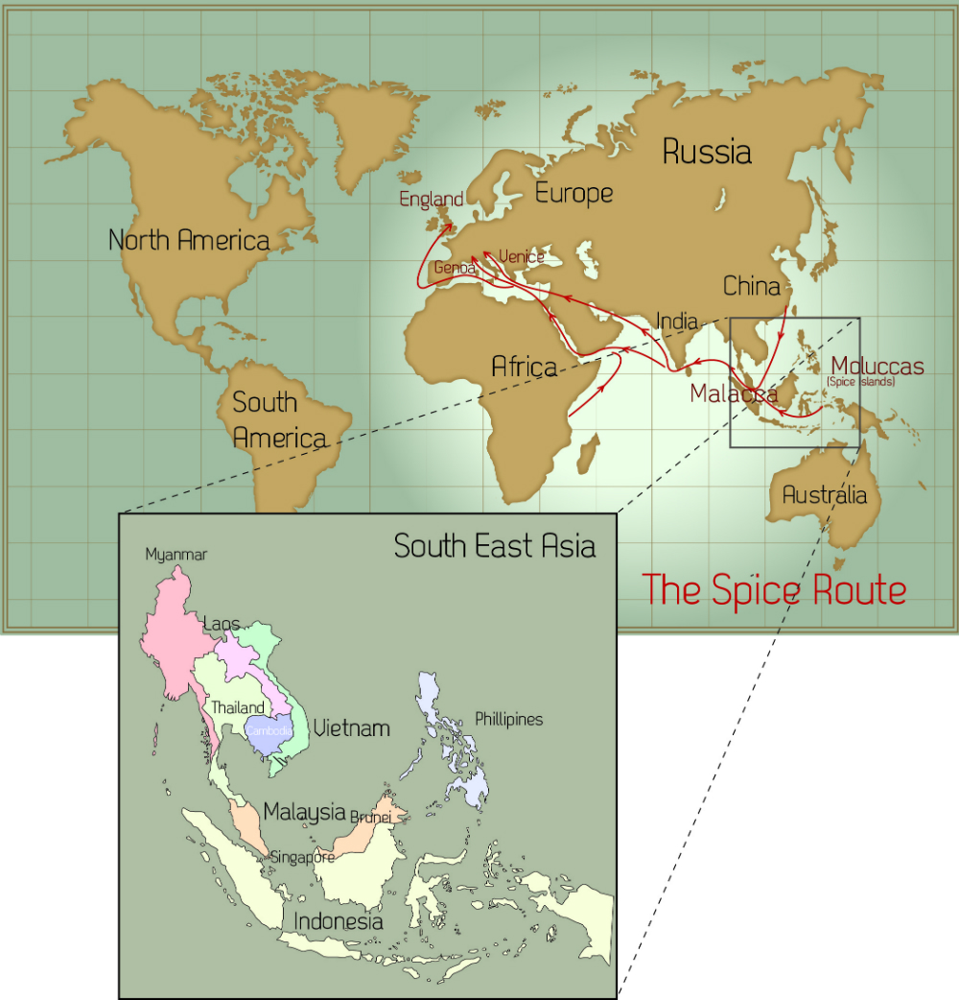 Russia
Europe
England
North America
Venice
Genoa
China
India
Africa
Moluccas
(Spice Islands)
Malacca
South
America
Australia
The Spice Route
South East Asia
Myanmar
Laos
Thailand
Cambodia
Vietnam
Phillipines
Malaysia
Brunei
Singapore
Indonesia